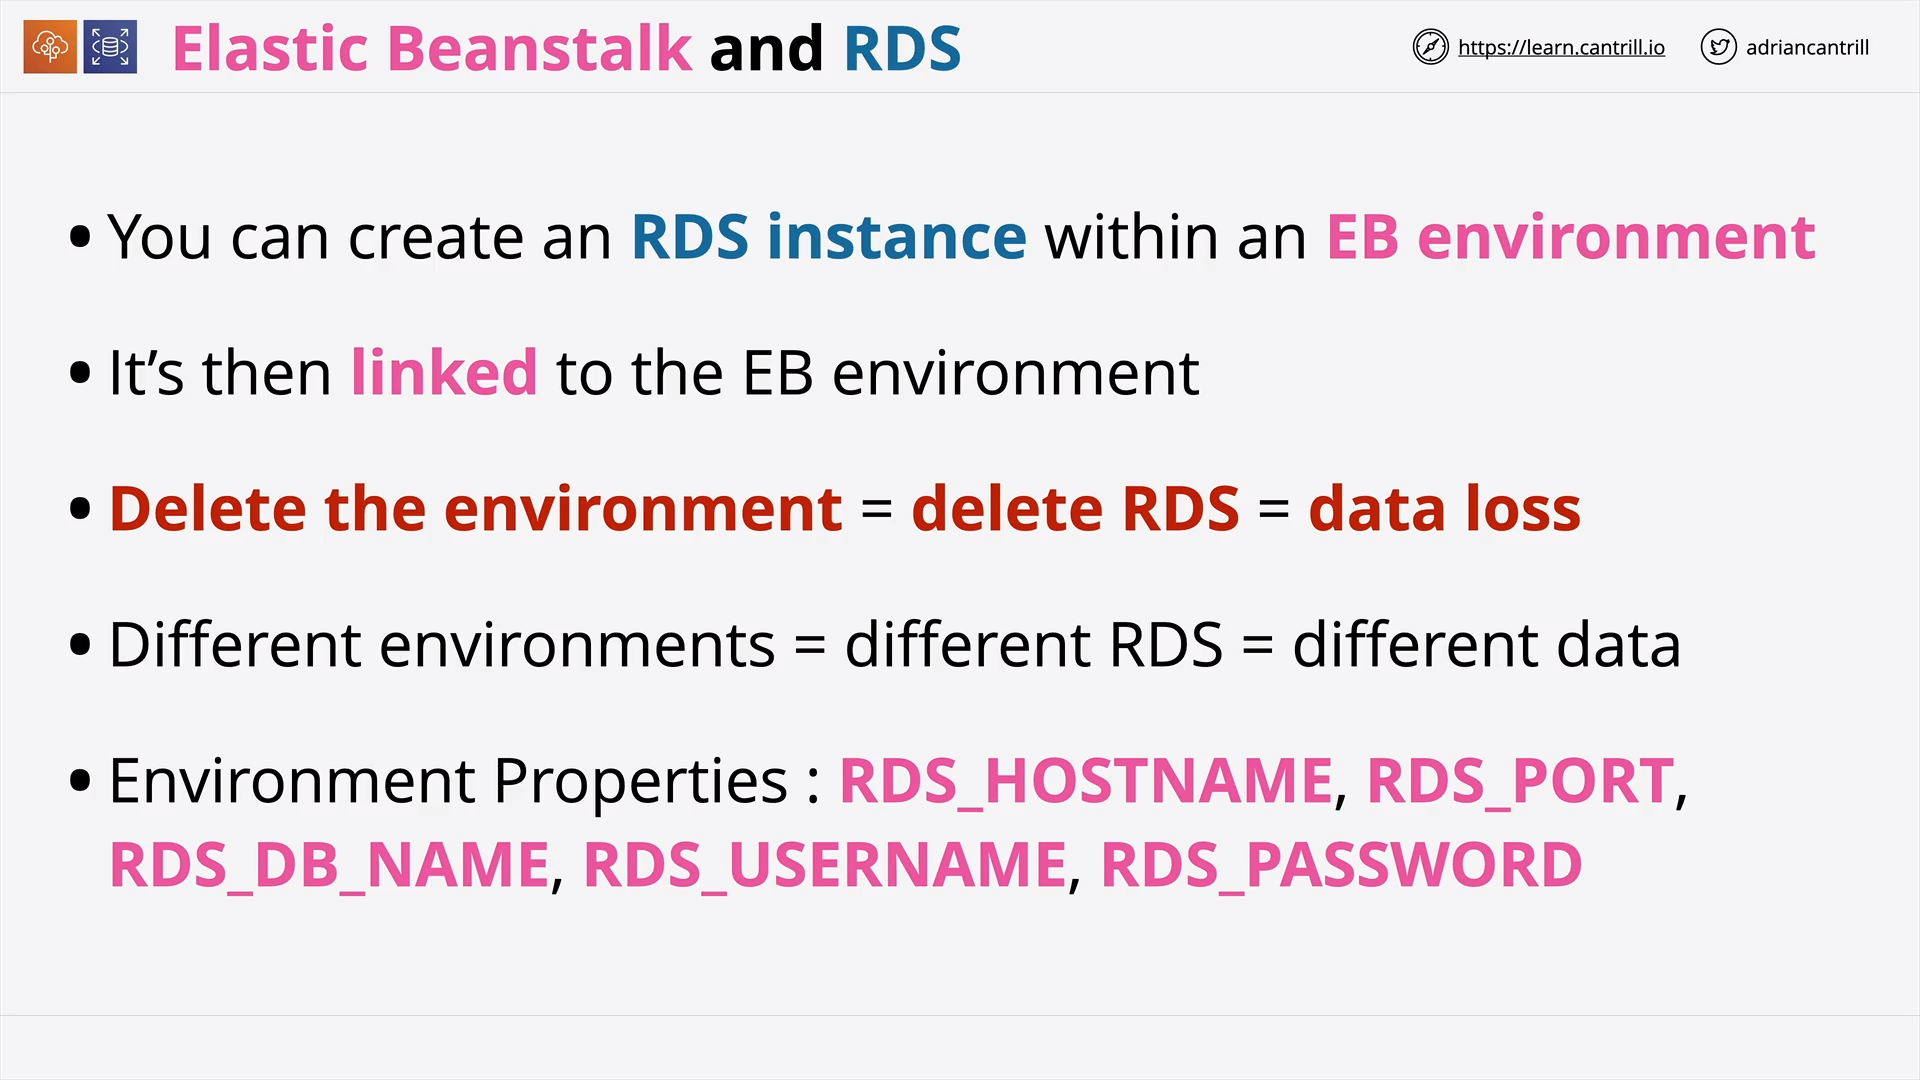 Elastic Beanstalk and RDS
https://learn.cantrill.io
adriancantrill
• You can create an RDS instance within an EB environment
• It’s then linked to the EB environment
• Delete the environment = delete RDS = data loss
• Different environments = different RDS = different data
• Environment Properties : RDS_HOSTNAME, RDS_PORT,
RDS_DB_NAME, RDS_USERNAME, RDS_PASSWORD